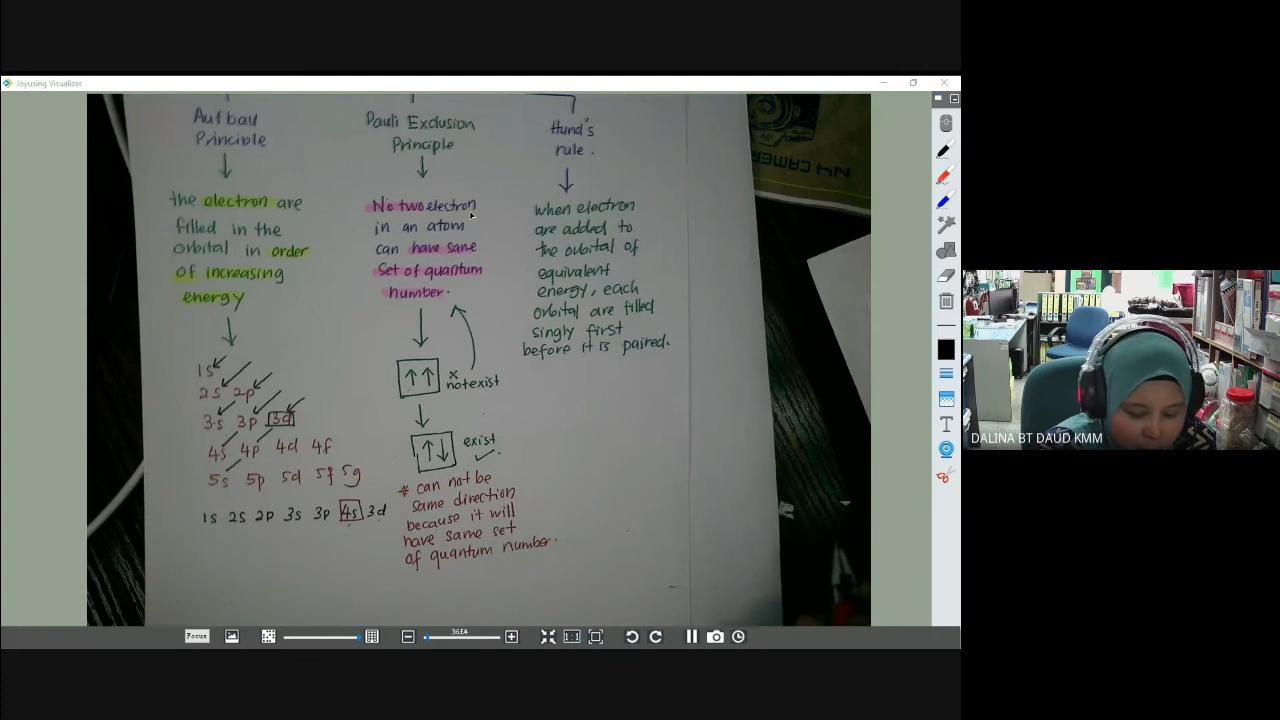 Joyusing Visualizer
Aufbau
Principle
the electron are
filled in the
orbital in order
of increasing
energy
1s
2s 2p
3s 3p 3d
4s 4p 4d 4f
5s 5p 5d 5f 5g
1s 2s 2p 3s 3p 4s 3d
Pauli Exclusion
Principle
No two electron
in an atom
can have same
Set of quantum
number.
x
not exist
exist
* can not be
same direction
because it will
have same set
of quantum number.
Hund's
rule.
when electron
are added to
the orbital of
equivalent
energy, each
orbital are filled
singly first
before it is paired.
DALINA BT DAUD KMM
Focus
1:1
T